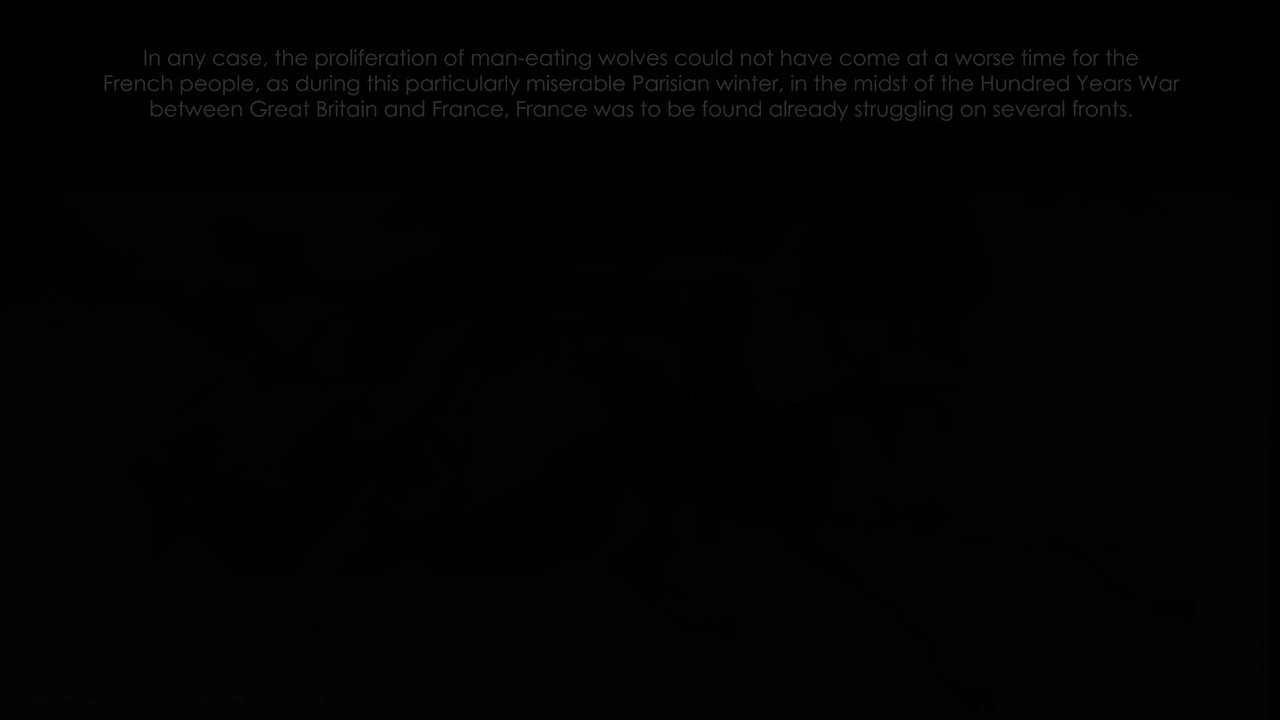 In any case, the proliferation of man-eating wolves could not have come at a worse time for the
French people, as during this particularly miserable Parisian winter, in the midst of the Hundred Years War
between Great Britain and France, France was to be found already struggling on several fronts.